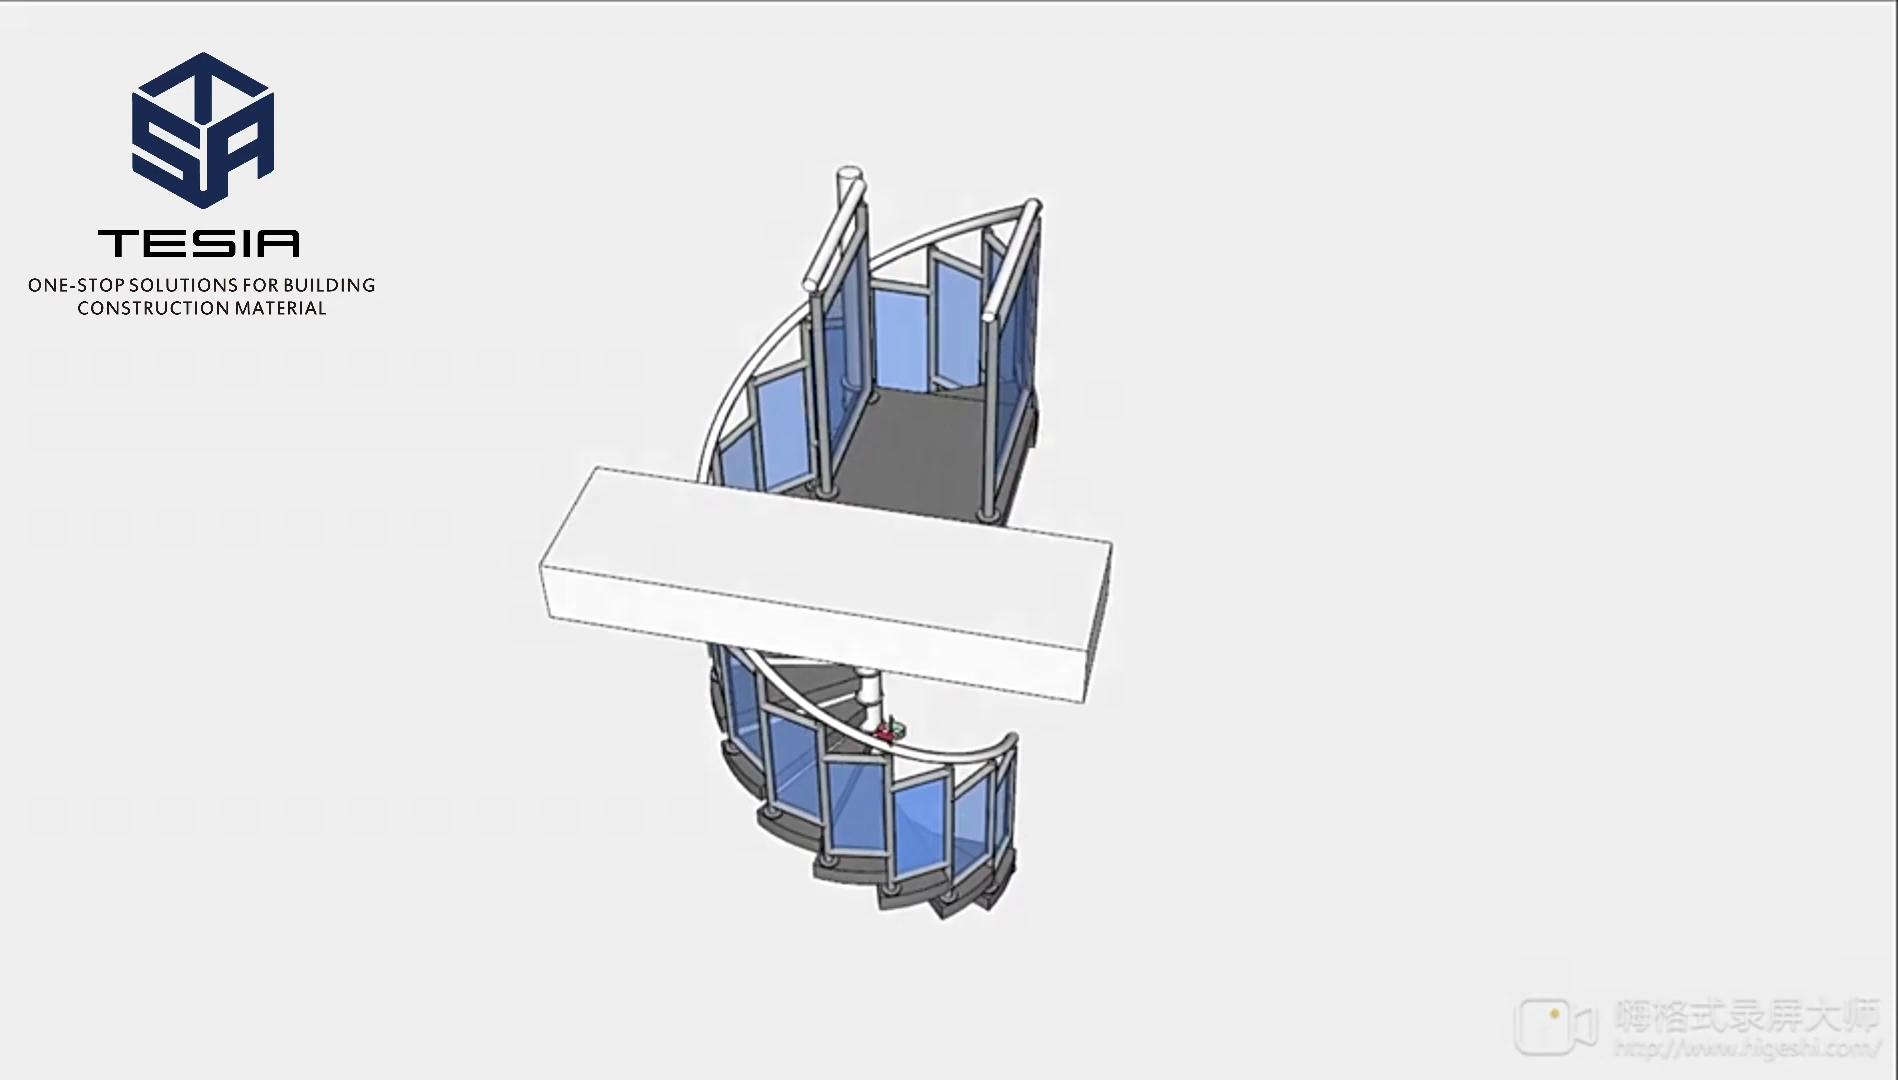 TSA
TESIA
ONE-STOP SOLUTIONS FOR BUILDING
CONSTRUCTION MATERIAL
嗨格式录屏大师
http://www.higeshi.com/